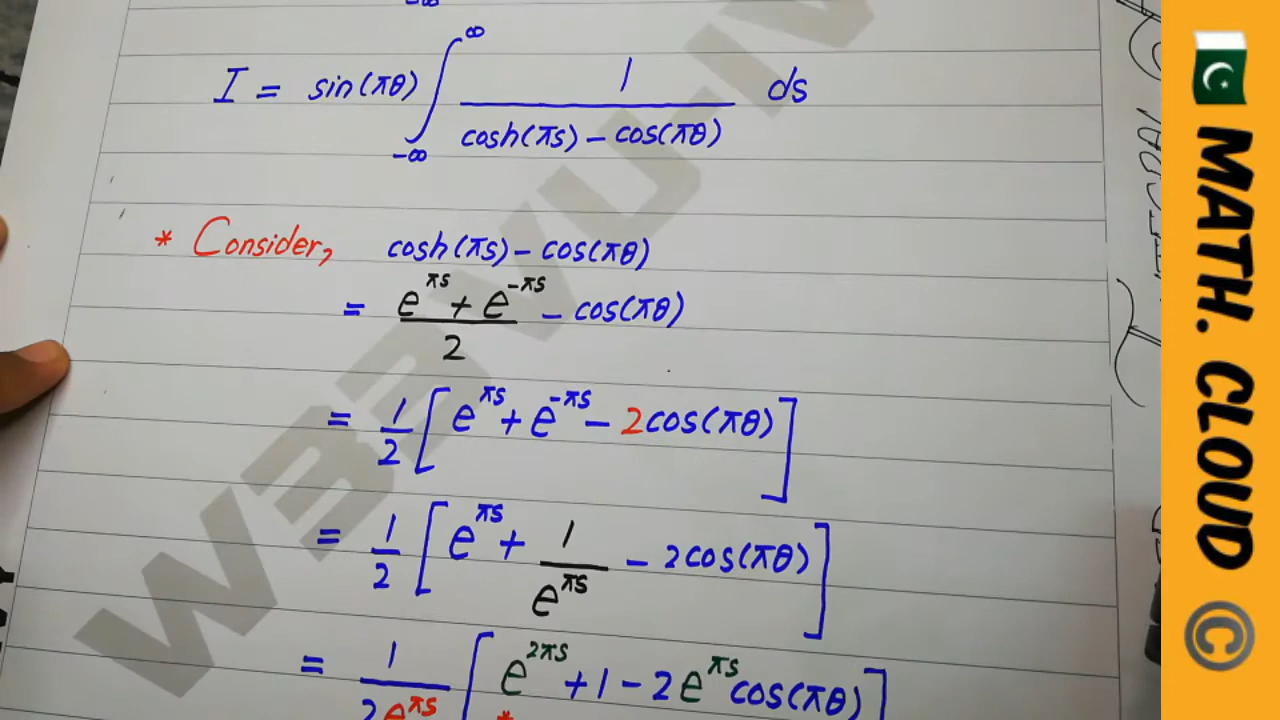 I = sin(πθ) ∫_{-∞}^{∞} 1 / (cosh(πs) − cos(πθ)) ds
* Consider, cosh(πs) − cos(πθ)
= (e^{πs} + e^{-πs}) / 2 − cos(πθ)
= 1/2 [ e^{πs} + e^{-πs} − 2cos(πθ) ]
= 1/2 [ e^{πs} + 1/e^{πs} − 2cos(πθ) ]
= 1/(2e^{πs}) [ e^{2πs} + 1 − 2e^{πs} cos(πθ) ]
MATH. CLOUD ©